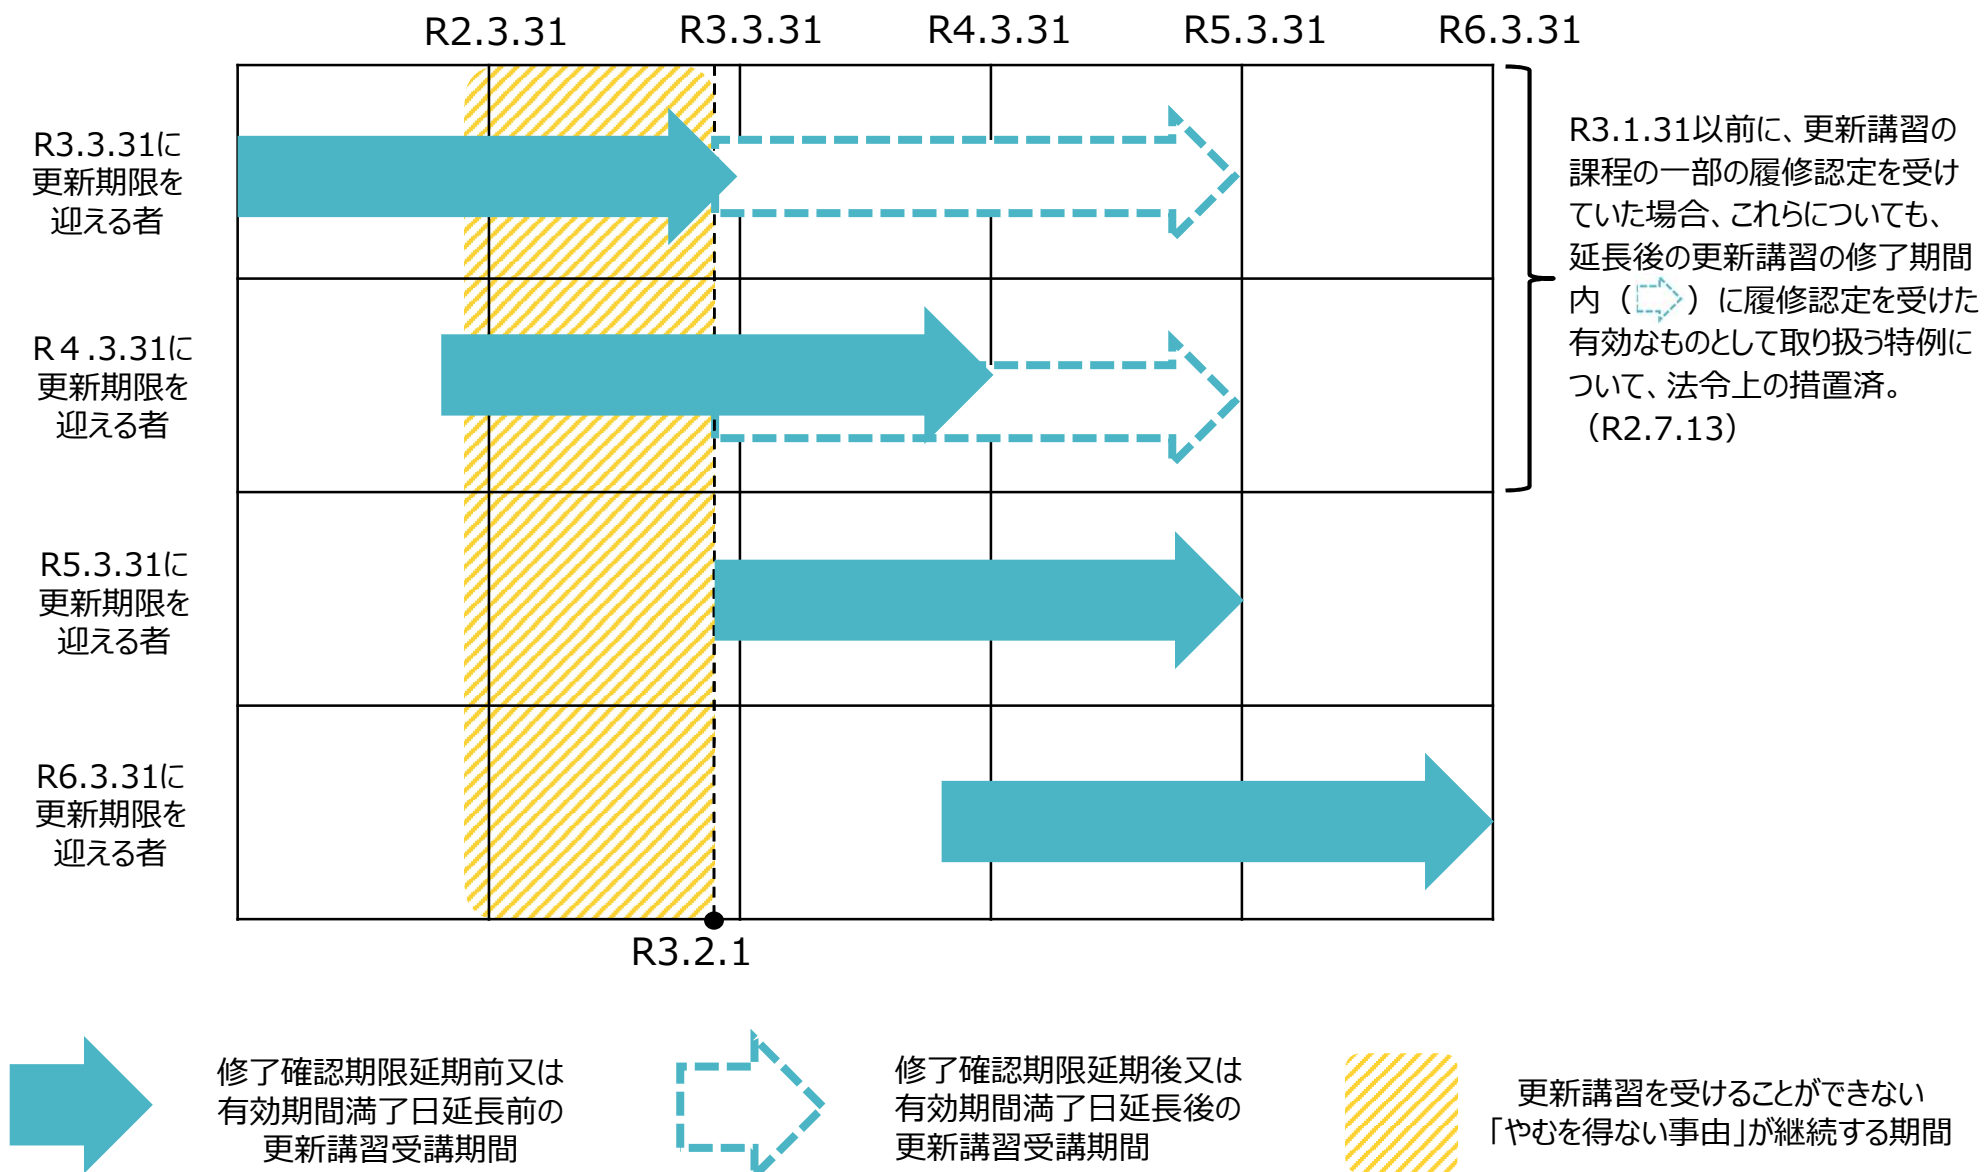 R2.3.31 R3.3.31 R4.3.31 R5.3.31 R6.3.31
R3.3.31に
更新期限を
迎える者
R3.1.31以前に、更新講習の
課程の一部の履修認定を受け
ていた場合、これらについても、
延長後の更新講習の修了期間
内（　）に履修認定を受けた
有効なものとして取り扱う特例に
ついて、法令上の措置済。
（R2.7.13）
R４.3.31に
更新期限を
迎える者
R5.3.31に
更新期限を
迎える者
R6.3.31に
更新期限を
迎える者
R3.2.1
修了確認期限延期前又は
有効期間満了日延長前の
更新講習受講期間
修了確認期限延期後又は
有効期間満了日延長後の
更新講習受講期間
更新講習を受けることができない
「やむを得ない事由」が継続する期間